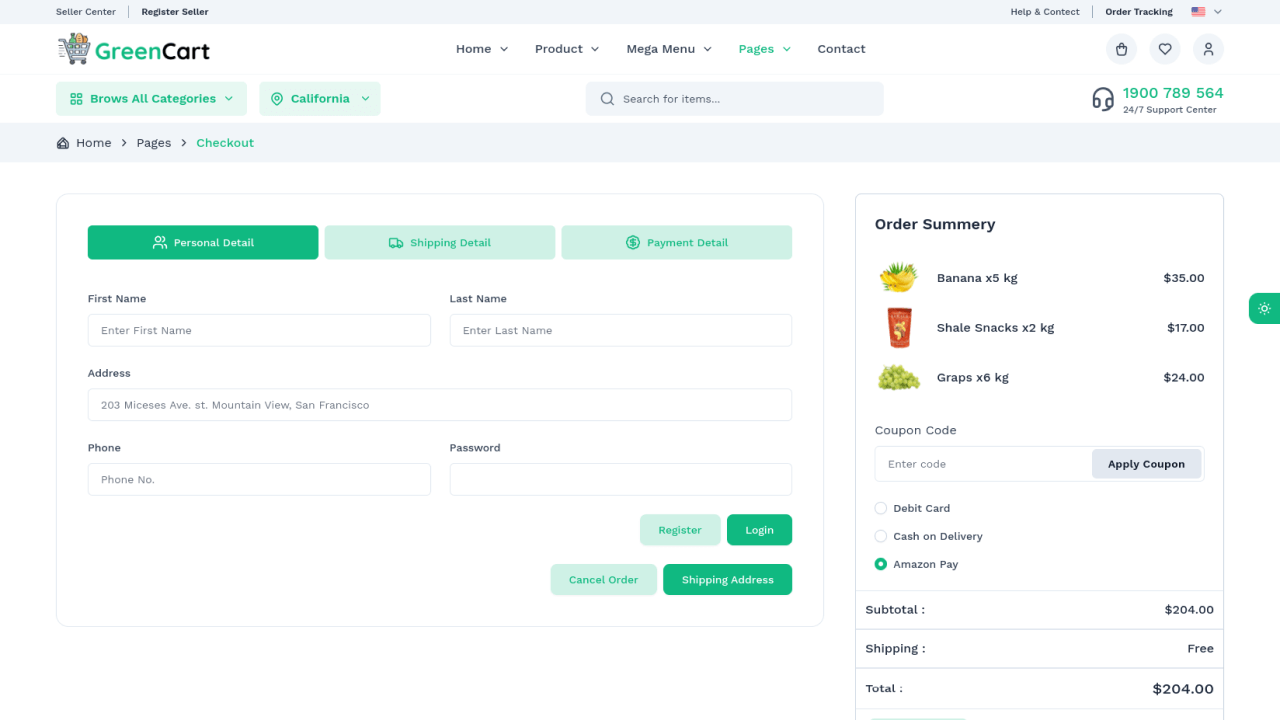 Seller Center
Register Seller
Help & Contect
Order Tracking
GreenCart
Home
Product
Mega Menu
Pages
Contact
Brows All Categories
California
Search for items...
1900 789 564
24/7 Support Center
Home
Pages
Checkout
Personal Detail
Shipping Detail
Payment Detail
First Name
Last Name
Enter First Name
Enter Last Name
Address
203 Miceses Ave. st. Mountain View, San Francisco
Phone
Password
Phone No.
Register
Login
Cancel Order
Shipping Address
Order Summery
Banana x5 kg
$35.00
Shale Snacks x2 kg
$17.00
Graps x6 kg
$24.00
Coupon Code
Enter code
Apply Coupon
Debit Card
Cash on Delivery
Amazon Pay
Subtotal :
$204.00
Shipping :
Free
Total :
$204.00